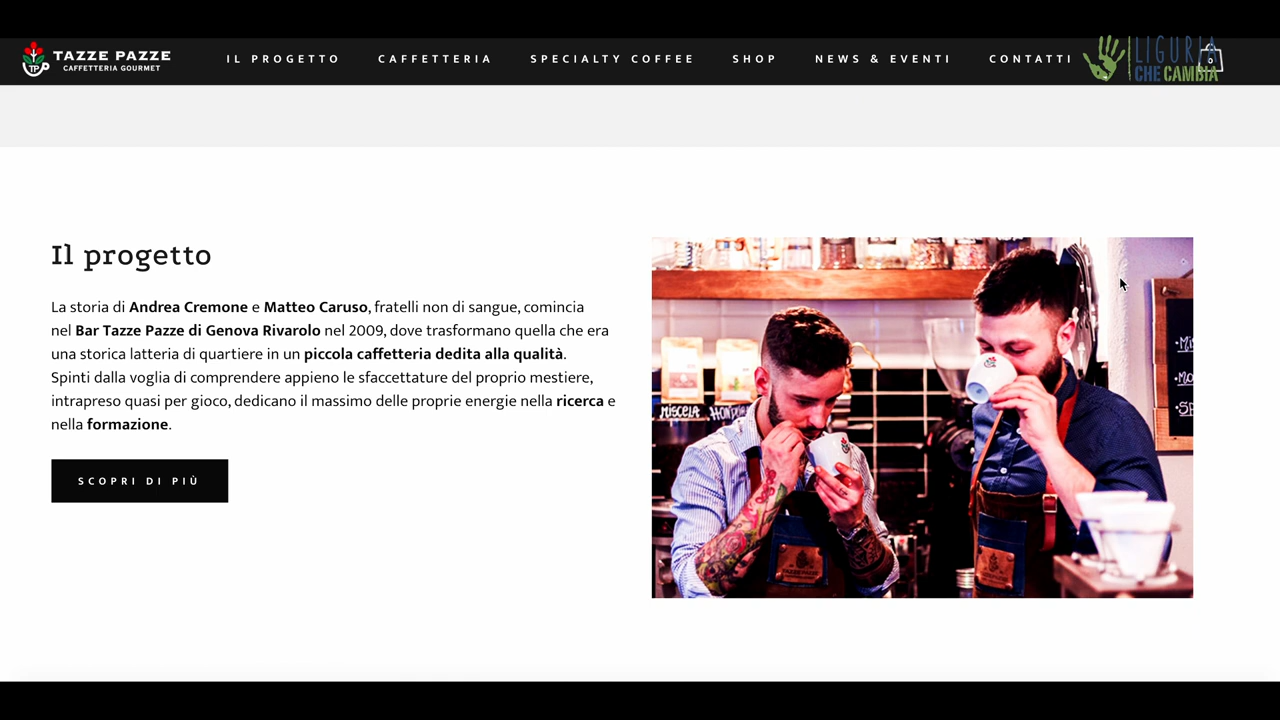 TAZZE PAZZE
CAFFETTERIA GOURMET
TP
IL PROGETTO
CAFFETTERIA
SPECIALTY COFFEE
SHOP
NEWS & EVENTI
CONTATTI
LIGURIA
CHE CAMBIA
0
Il progetto
La storia di Andrea Cremone e Matteo Caruso, fratelli non di sangue, comincia
nel Bar Tazze Pazze di Genova Rivarolo nel 2009, dove trasformano quella che era
una storica latteria di quartiere in un piccola caffetteria dedita alla qualità.
Spinti dalla voglia di comprendere appieno le sfaccettature del proprio mestiere,
intrapreso quasi per gioco, dedicano il massimo delle proprie energie nella ricerca e
nella formazione.
SCOPRI DI PIÙ
MISCELA